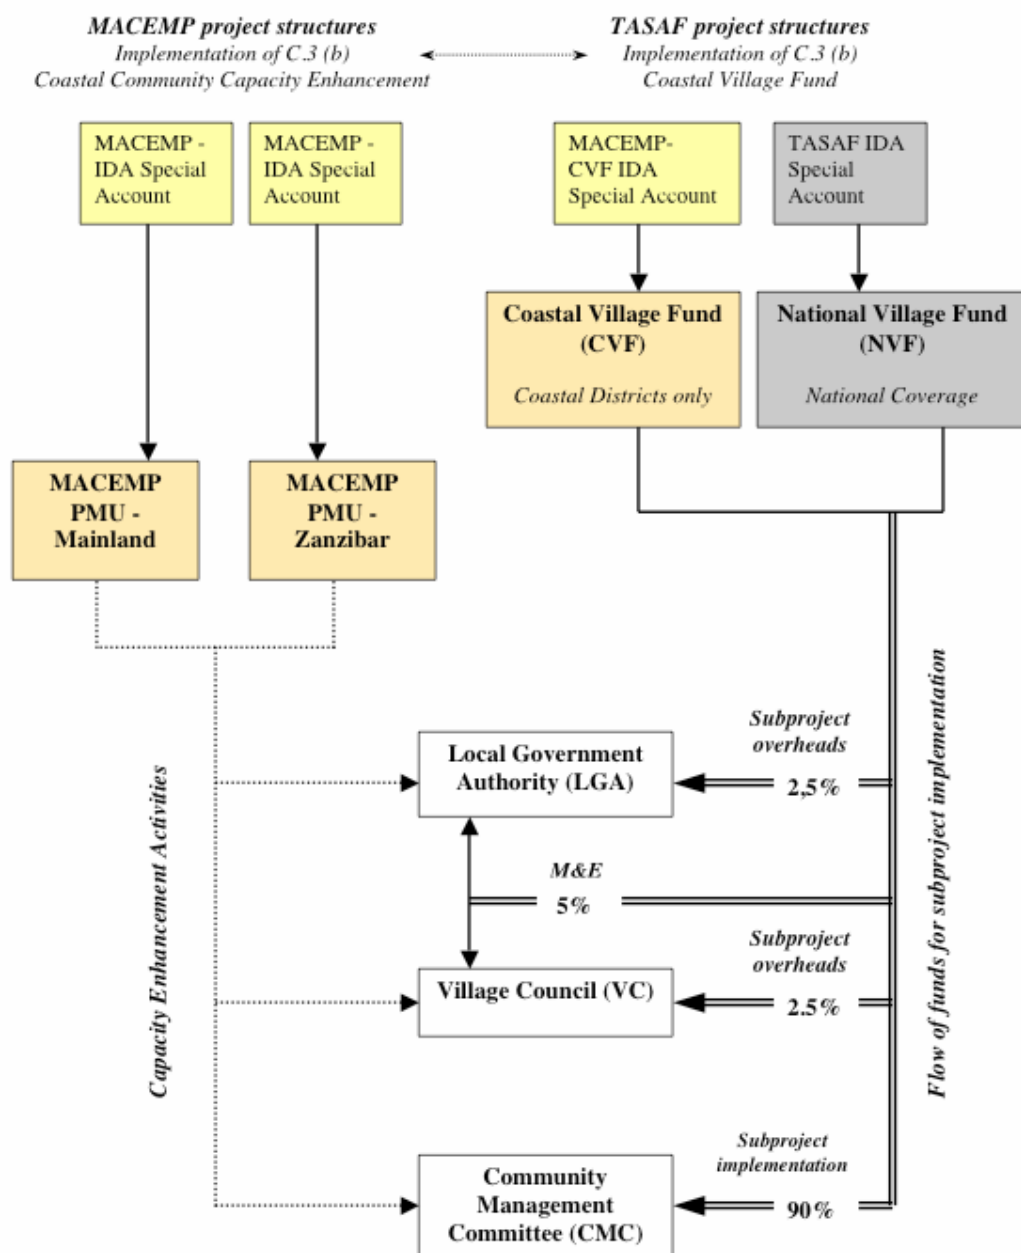 MACEMP project structures
Implementation of C.3 (b)
Coastal Community Capacity Enhancement
TASAF project structures
Implementation of C.3 (b)
Coastal Village Fund
MACEMP -
IDA Special
Account
MACEMP -
IDA Special
Account
MACEMP-
CVF IDA
Special Account
TASAF IDA
Special
Account
Coastal Village Fund
(CVF)
Coastal Districts only
National Village Fund
(NVF)
National Coverage
MACEMP
PMU -
Mainland
MACEMP
PMU -
Zanzibar
Capacity Enhancement Activities
Local Government
Authority (LGA)
Subproject
overheads
2,5%
M&E
5%
Village Council (VC)
Subproject
overheads
2.5%
Community
Management
Committee (CMC)
Subproject
implementation
90%
Flow of funds for subproject implementation